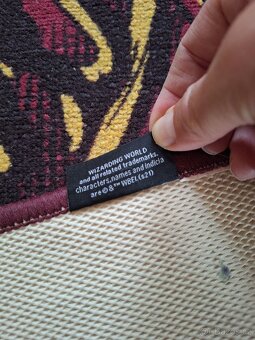 WIZARDING WORLD
and all related trademarks,
characters, names and indicia
are © & ™ WBEI. (s21)